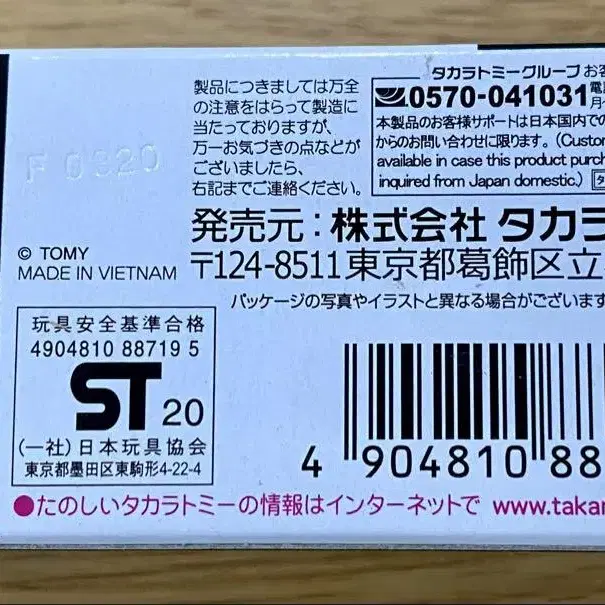 製品につきましては万全
の注意をはらって製造に
当たっておりますが、
万一お気づきの点などが
ございましたら、
右記までご連絡ください。
タカラトミーグループ お客
0570-041031
本製品のお客様サポートは日本国内での
からのお問い合わせに限ります。(Custom
available in case this product purch
inquired from Japan domestic.)
F 0320
発売元：株式会社 タカラ
〒124-8511東京都葛飾区立
© TOMY
MADE IN VIETNAM
パッケージの写真やイラストと異なる場合がございます
玩具安全基準合格
4904810 88719 5
ST 20
(一社)日本玩具協会
東京都墨田区東駒形4-22-4
4 904810 88
●たのしいタカラトミーの情報はインターネットで www.takar